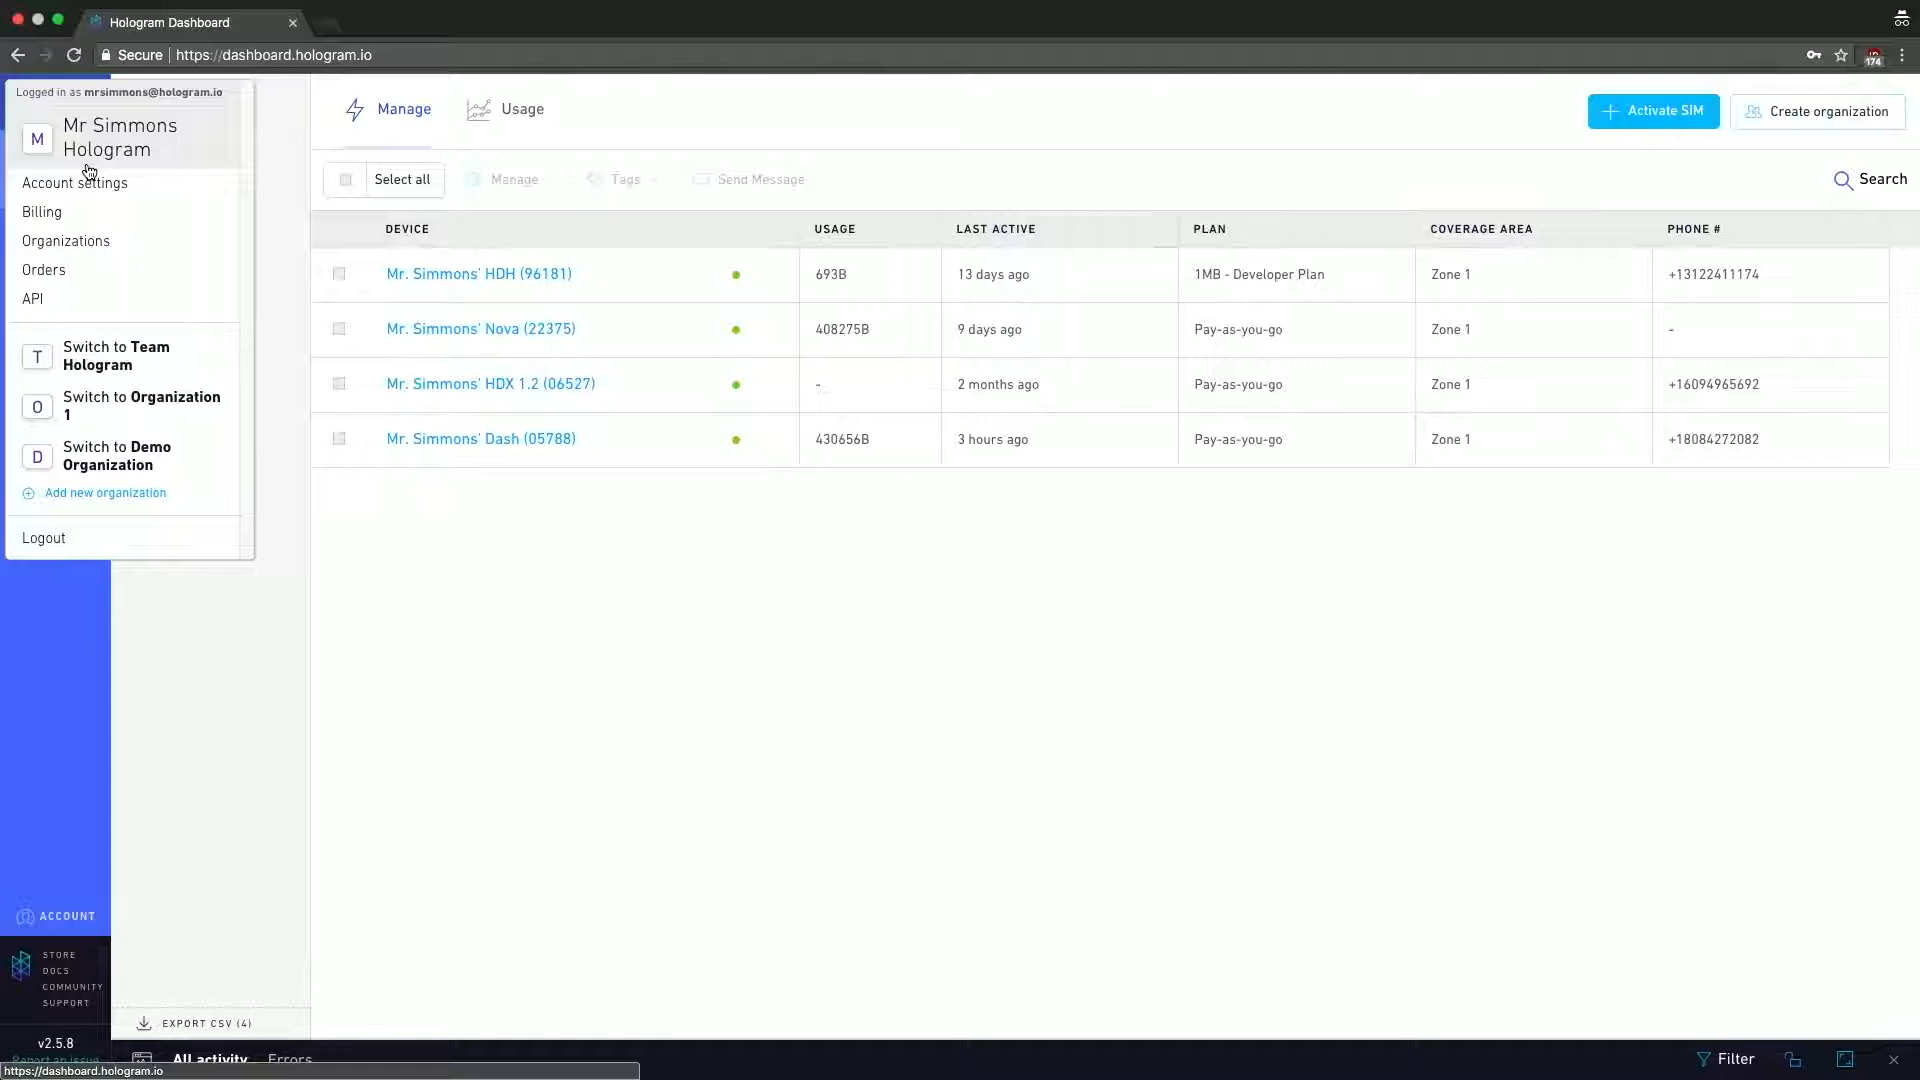 Hologram Dashboard
Secure
https://dashboard.hologram.io
174
Logged in as mrsimmons@hologram.io
M
Mr Simmons
Hologram
Account settings
Billing
Organizations
Orders
API
T
Switch to Team
Hologram
O
Switch to Organization
1
D
Switch to Demo
Organization
Add new organization
Logout
ACCOUNT
STORE
DOCS
COMMUNITY
SUPPORT
v2.5.8
Report an issue
https://dashboard.hologram.io
Manage
Usage
Activate SIM
Create organization
Select all
Manage
Tags
Send Message
Search
DEVICE USAGE LAST ACTIVE PLAN COVERAGE AREA PHONE #
Mr. Simmons' HDH (96181) 693B 13 days ago 1MB - Developer Plan Zone 1 +13122411174
Mr. Simmons' Nova (22375) 408275B 9 days ago Pay-as-you-go Zone 1 -
Mr. Simmons' HDX 1.2 (06527) - 2 months ago Pay-as-you-go Zone 1 +16094965692
Mr. Simmons' Dash (05788) 430656B 3 hours ago Pay-as-you-go Zone 1 +18084272082
EXPORT CSV (4)
All activity
Errors
Filter